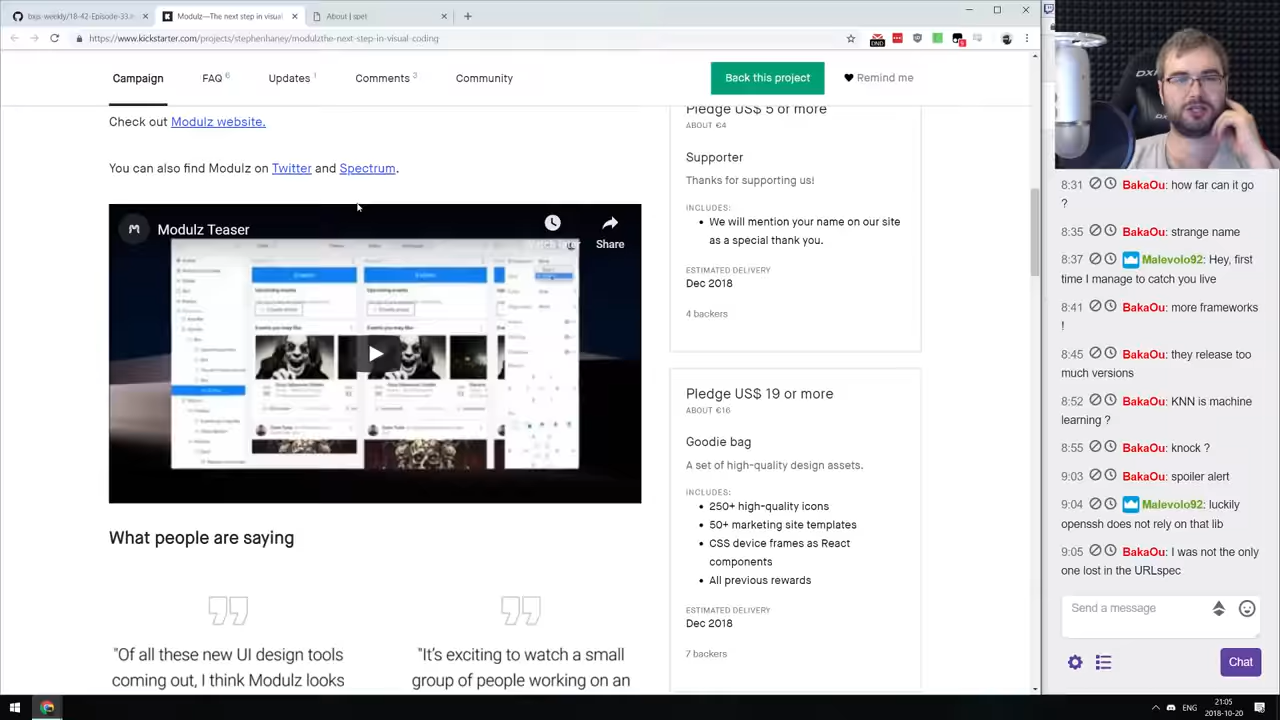 bxjs-weekly/18-42-Episode-33.m
Modulz—The next step in visual
About | spet
https://www.kickstarter.com/projects/stephenhaney/modulzthe-next-step-in-visual-coding
Campaign
FAQ 6
Updates 1
Comments 3
Community
Back this project
Remind me
Check out Modulz website.
You can also find Modulz on Twitter and Spectrum.
Modulz Teaser
Share
What people are saying
"Of all these new UI design tools
coming out, I think Modulz looks
"It's exciting to watch a small
group of people working on an
Pledge US$ 5 or more
ABOUT €4
Supporter
Thanks for supporting us!
INCLUDES:
• We will mention your name on our site
as a special thank you.
ESTIMATED DELIVERY
Dec 2018
4 backers
Pledge US$ 19 or more
ABOUT €16
Goodie bag
A set of high-quality design assets.
INCLUDES:
• 250+ high-quality icons
• 50+ marketing site templates
• CSS device frames as React
components
• All previous rewards
ESTIMATED DELIVERY
Dec 2018
7 backers
8:31 BakaOu: how far can it go
?
8:35 BakaOu: strange name
8:37 Malevolo92: Hey, first
time I manage to catch you live
8:41 BakaOu: more frameworks
!
8:45 BakaOu: they release too
much versions
8:52 BakaOu: KNN is machine
learning ?
8:55 BakaOu: knock ?
9:03 BakaOu: spoiler alert
9:04 Malevolo92: luckily
openssh does not rely on that lib
9:05 BakaOu: I was not the only
one lost in the URLspec
Send a message
Chat
ENG
21:05
2018-10-20